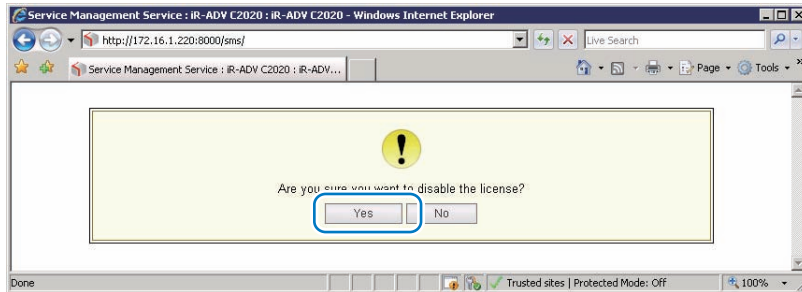 Service Management Service : iR-ADV C2020 : iR-ADV C2020 - Windows Internet Explorer
http://172.16.1.220:8000/sms/
Live Search
Service Management Service : iR-ADV C2020 : iR-ADV...
Page
Tools
Are you sure you want to disable the license?
Yes
No
Done
Trusted sites | Protected Mode: Off
100%